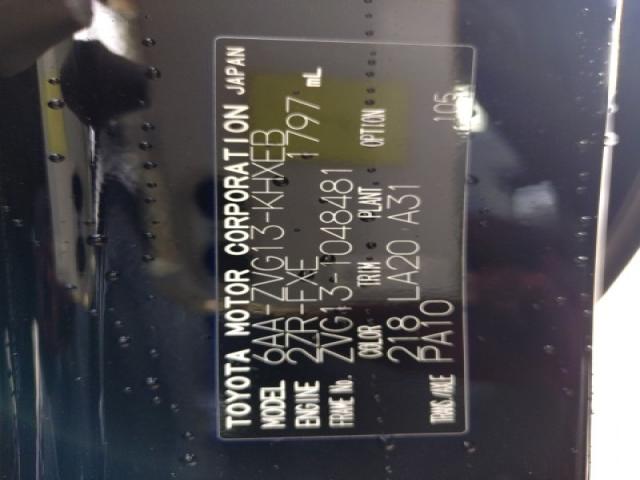 TOYOTA MOTOR CORPORATION JAPAN
MODEL 6AA-ZVG13-KHXEB
ENGINE 2ZR-FXE 1797 mL
FRAME No. ZVG13-1048481
COLOR TRIM PLANT OPTION
218 LA20 A31
TRANS/AXLE PA10
105